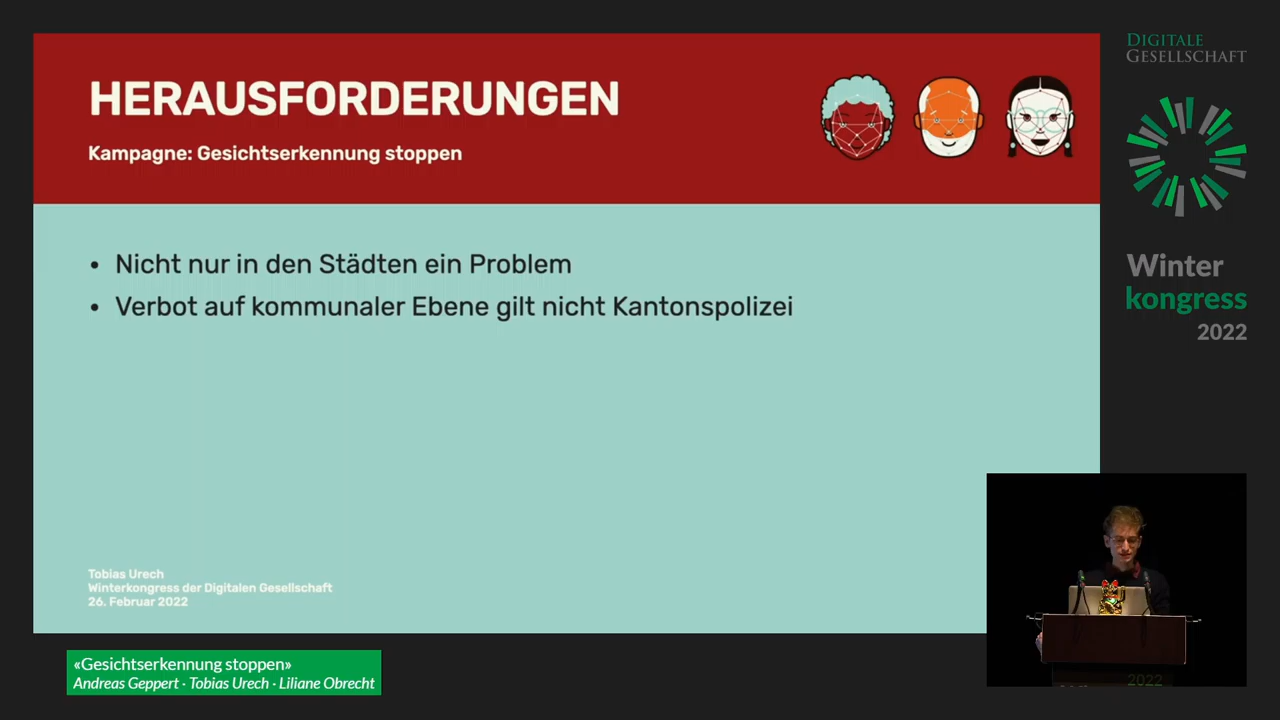 HERAUSFORDERUNGEN
Kampagne: Gesichtserkennung stoppen
• Nicht nur in den Städten ein Problem
• Verbot auf kommunaler Ebene gilt nicht Kantonspolizei
Tobias Urech
Winterkongress der Digitalen Gesellschaft
26. Februar 2022
DIGITALE
GESELLSCHAFT
Winter
kongress
2022
2022
«Gesichtserkennung stoppen»
Andreas Geppert · Tobias Urech · Liliane Obrecht